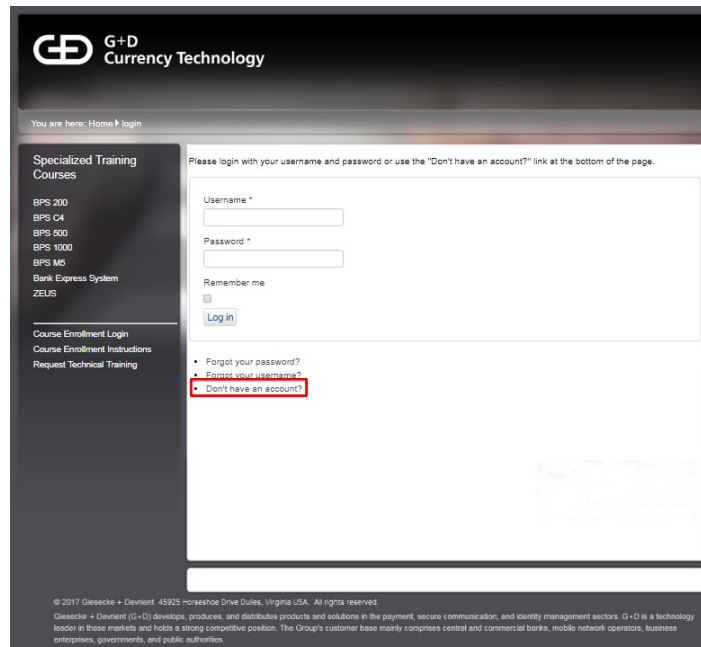 G+D
Currency Technology
You are here: Home login
Specialized Training
Courses
BPS 200
BPS C4
BPS 500
BPS 1000
BPS M5
Bank Express System
ZEUS
Course Enrollment Login
Course Enrollment Instructions
Request Technical Training
Please login with your username and password or use the "Don't have an account?" link at the bottom of the page.
Username *
Password *
Remember me
Log in
Forgot your password?
Forgot your username?
Don't have an account?
© 2017 Giesecke + Devrient 45925 Horseshoe Drive Dulles, Virginia USA. All rights reserved.
Giesecke + Devrient (G+D) develops, produces, and distributes products and solutions in the payment, secure communication, and identity management sectors. G+D is a technology
leader in these markets and holds a strong competitive position. The Group's customer base mainly comprises central and commercial banks, mobile network operators, business
enterprises, governments, and public authorities.